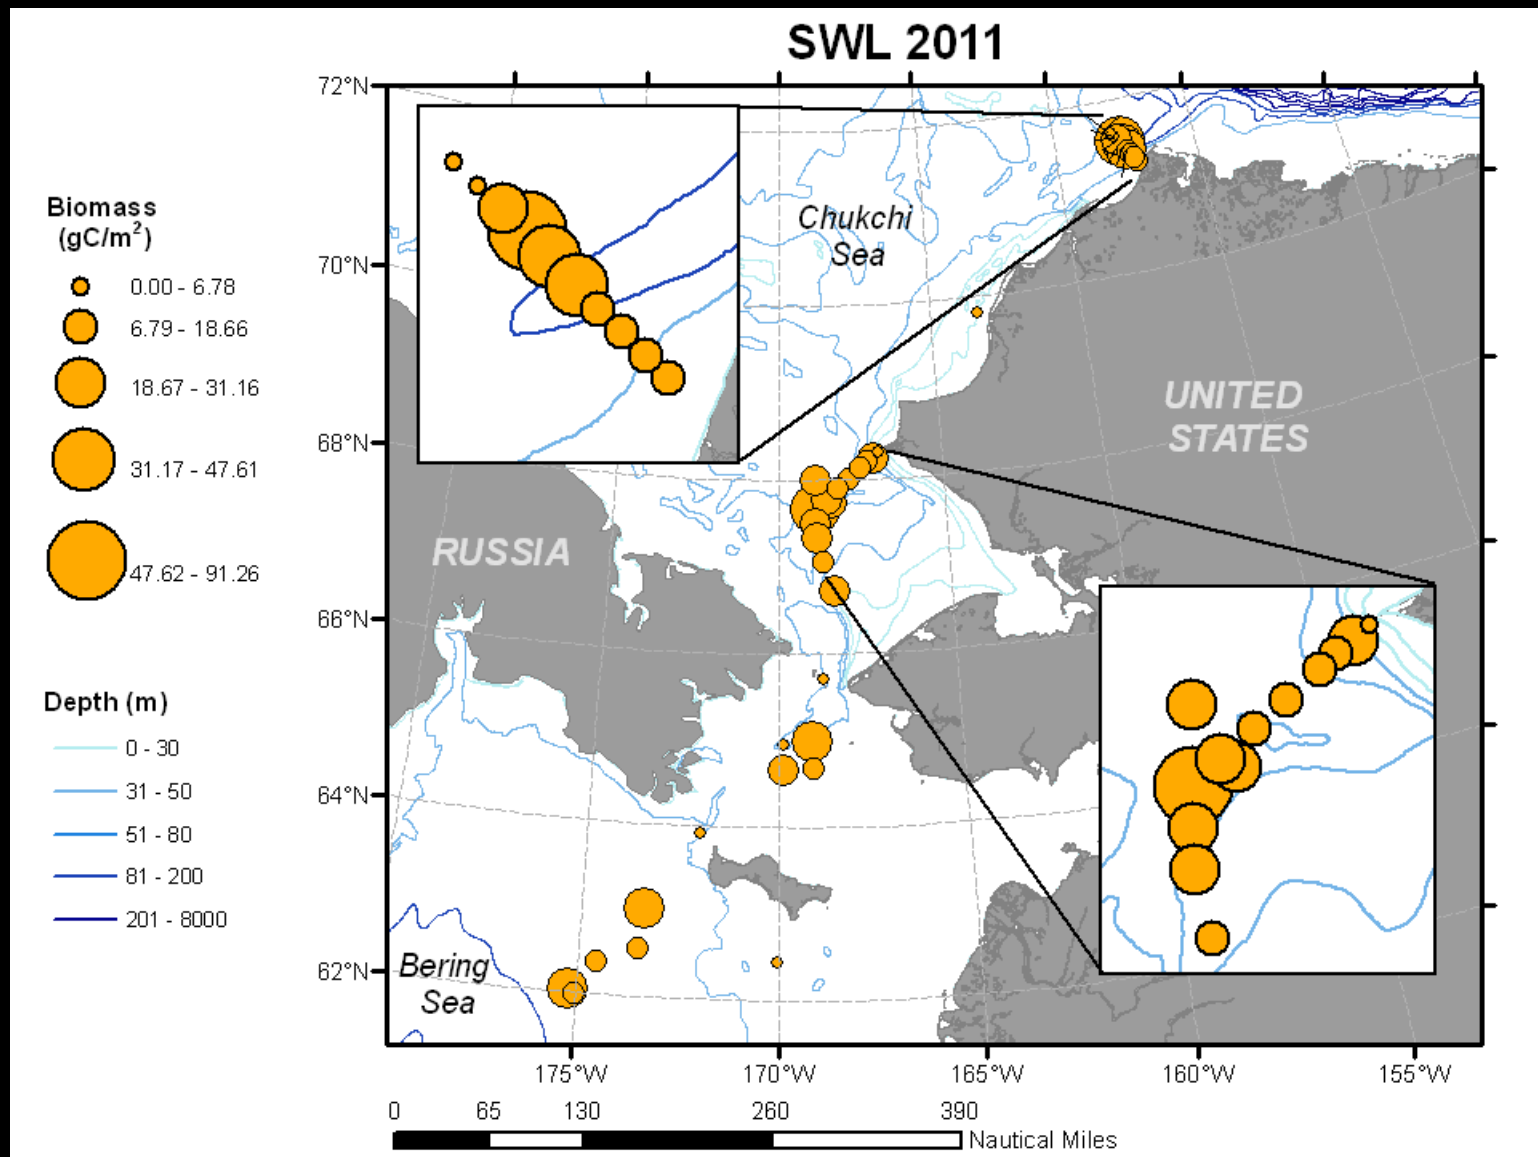 SWL 2011
Biomass
(gC/m²)
0.00 - 6.78
6.79 - 18.66
18.67 - 31.16
31.17 - 47.61
47.62 - 91.26
Depth (m)
0 - 30
31 - 50
51 - 80
81 - 200
201 - 8000
72°N
70°N
68°N
66°N
64°N
62°N
Chukchi
Sea
UNITED
STATES
RUSSIA
Bering
Sea
175°W
170°W
165°W
160°W
155°W
0
65
130
260
390
Nautical Miles